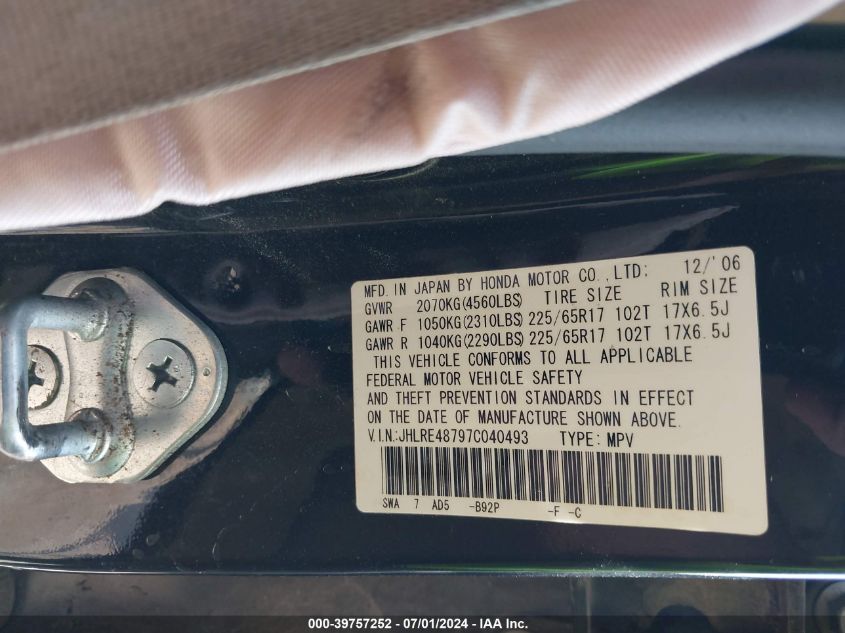 MFD. IN JAPAN BY HONDA MOTOR CO.,LTD: 12/'06
GVWR 2070KG(4560LBS) TIRE SIZE RIM SIZE
GAWR F 1050KG(2310LBS) 225/65R17 102T 17X6.5J
GAWR R 1040KG(2290LBS) 225/65R17 102T 17X6.5J
THIS VEHICLE CONFORMS TO ALL APPLICABLE
FEDERAL MOTOR VEHICLE SAFETY
AND THEFT PREVENTION STANDARDS IN EFFECT
ON THE DATE OF MANUFACTURE SHOWN ABOVE.
V.I.N.:JHLRE48797C040493 TYPE: MPV
SWA 7 AD5 -B92P -F -C
000-39757252 - 07/01/2024 - IAA Inc.